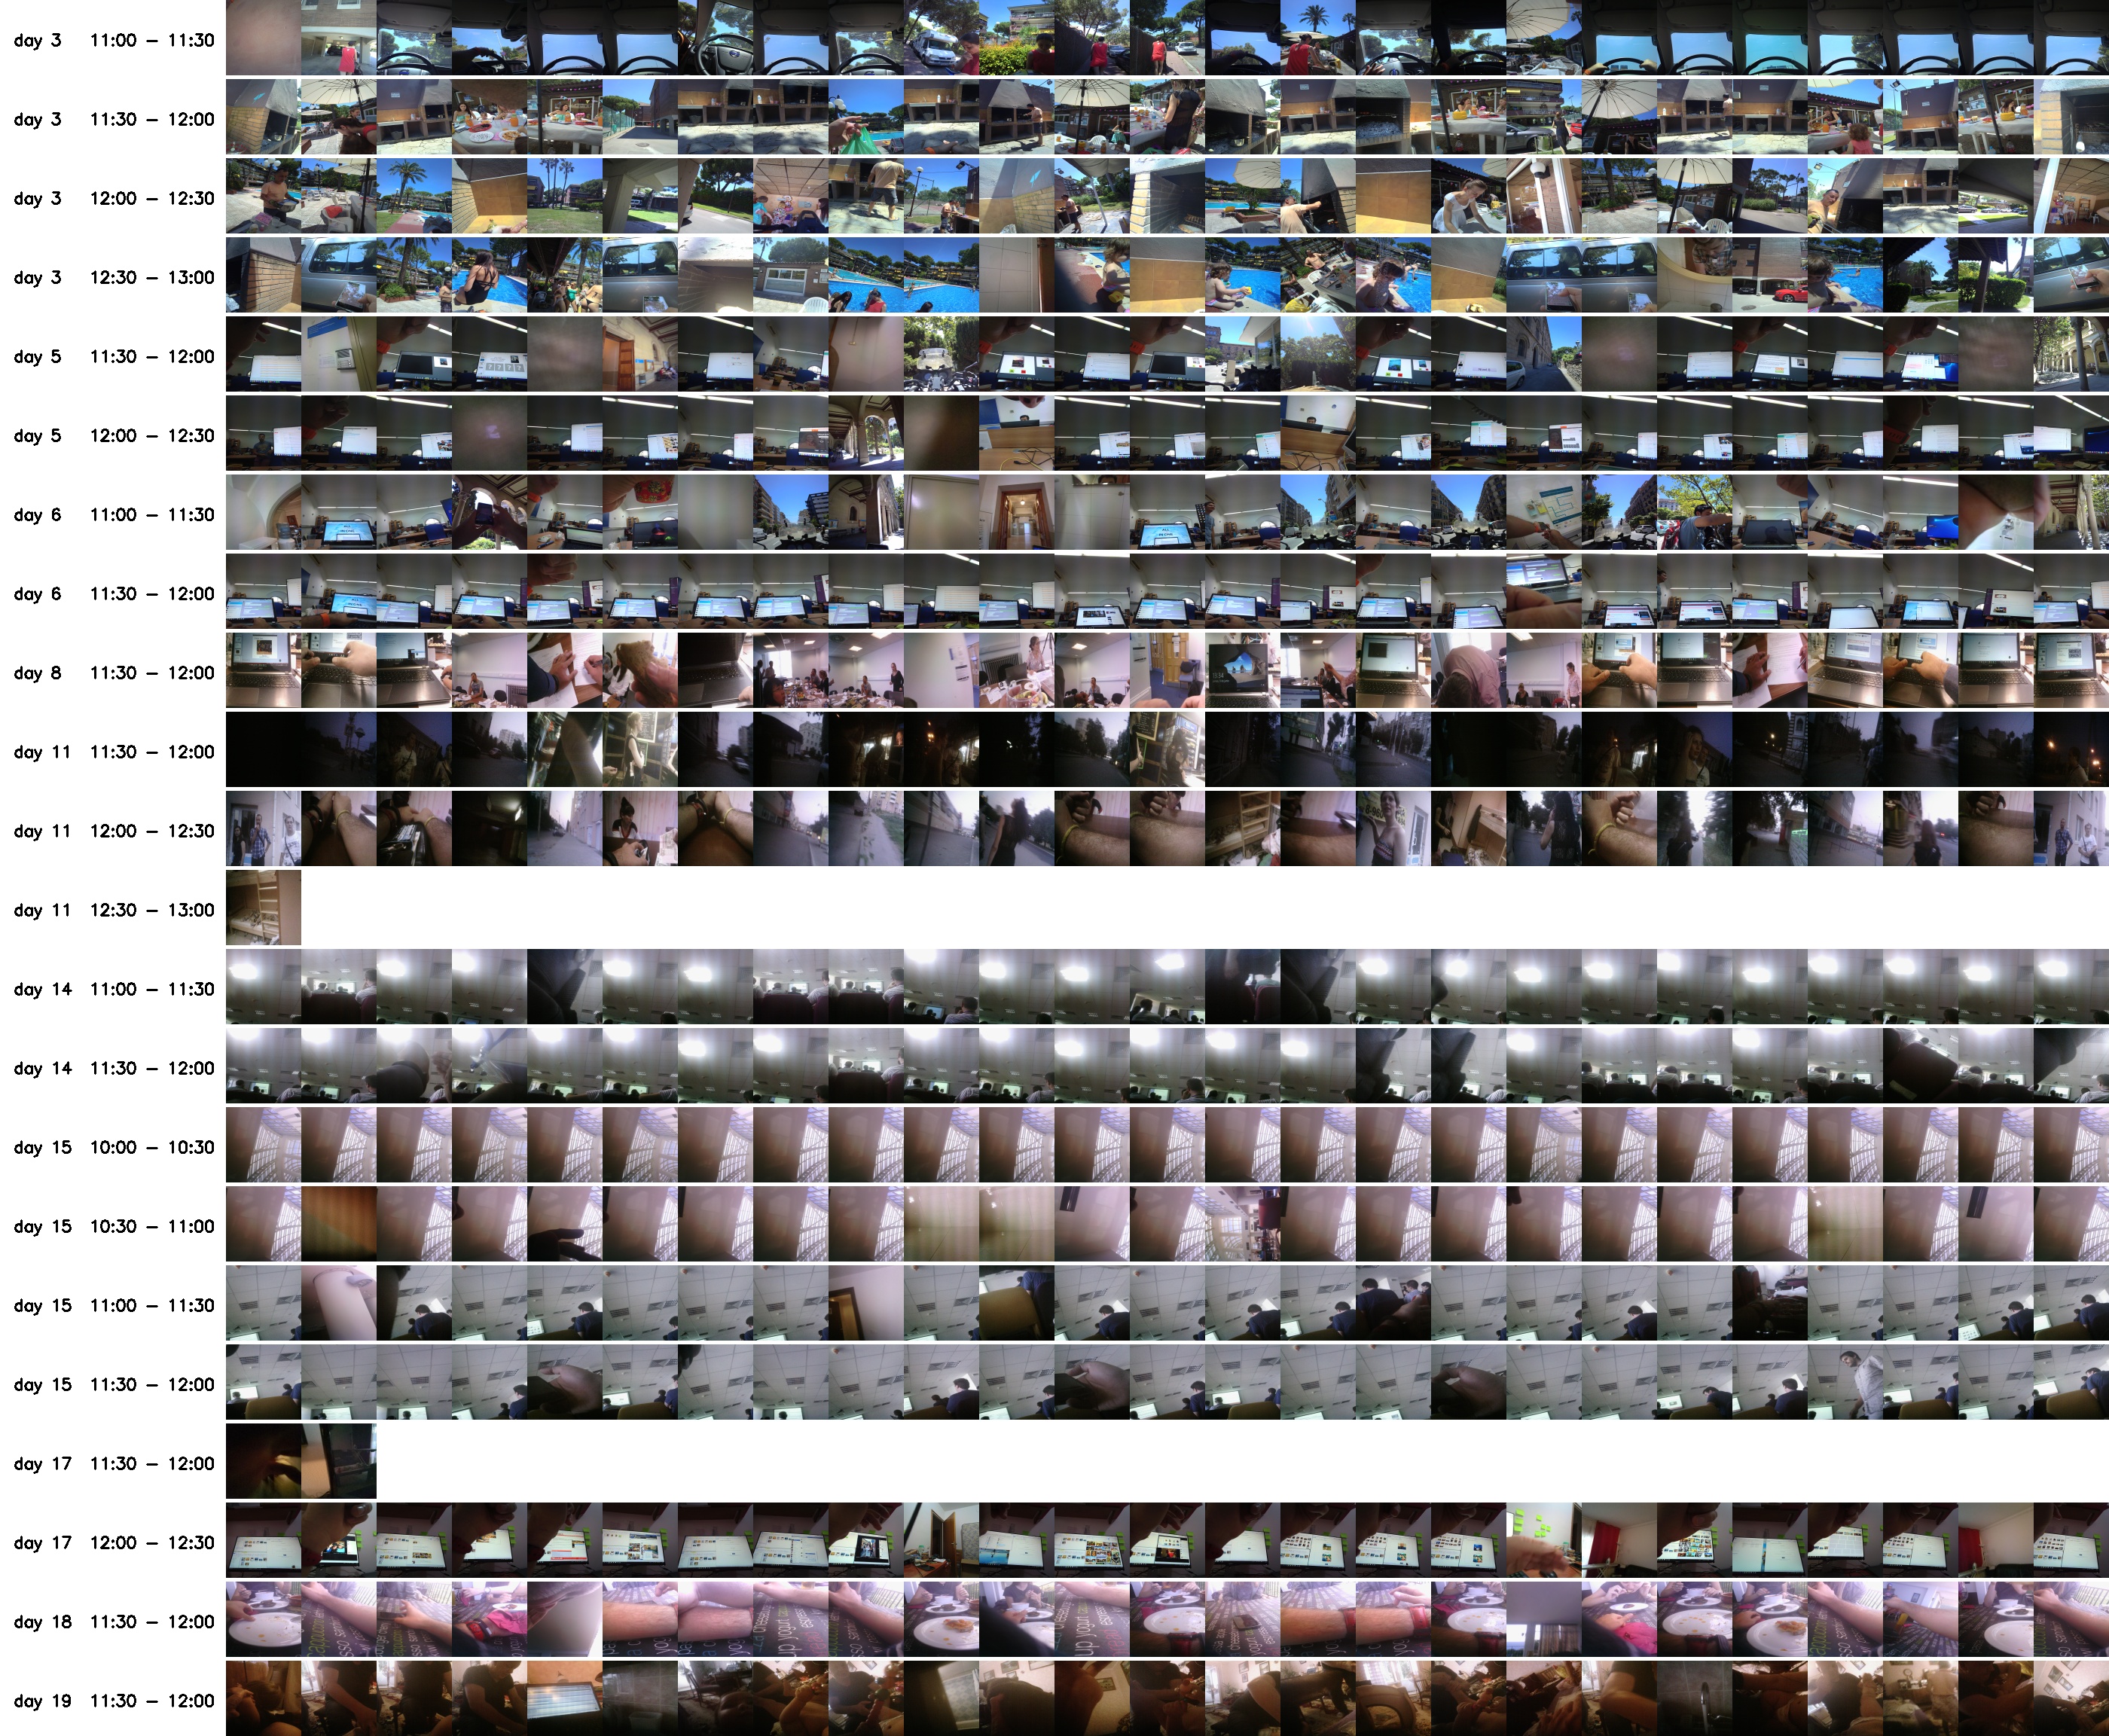 day 3 11:00 – 11:30
day 3 11:30 – 12:00
day 3 12:00 – 12:30
day 3 12:30 – 13:00
day 5 11:30 – 12:00
day 5 12:00 – 12:30
day 6 11:00 – 11:30
day 6 11:30 – 12:00
day 8 11:30 – 12:00
day 11 11:30 – 12:00
day 11 12:00 – 12:30
day 11 12:30 – 13:00
day 14 11:00 – 11:30
day 14 11:30 – 12:00
day 15 10:00 – 10:30
day 15 10:30 – 11:00
day 15 11:00 – 11:30
day 15 11:30 – 12:00
day 17 11:30 – 12:00
day 17 12:00 – 12:30
day 18 11:30 – 12:00
day 19 11:30 – 12:00